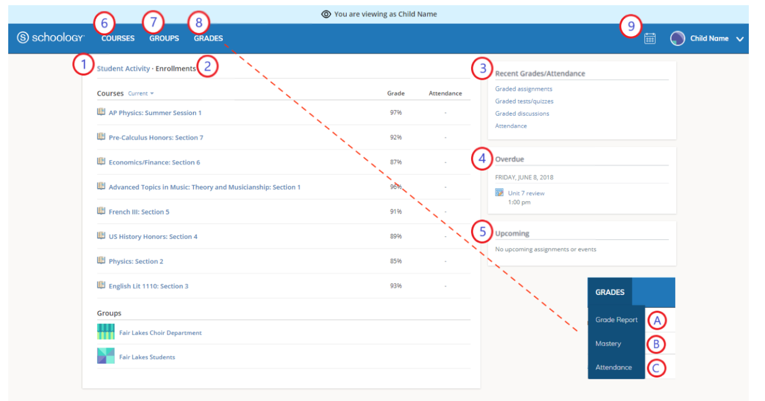 You are viewing as Child Name
6 7 8 9
S schoology COURSES GROUPS GRADES Child Name
1 Student Activity · Enrollments 2
Courses Current Grade Attendance
AP Physics: Summer Session 1 97% -
Pre-Calculus Honors: Section 7 92% -
Economics/Finance: Section 6 87% -
Advanced Topics in Music: Theory and Musicianship: Section 1 -
French III: Section 5 91% -
US History Honors: Section 4 89% -
Physics: Section 2 85% -
English Lit 1110: Section 3 93% -
Groups
Fair Lakes Choir Department
Fair Lakes Students
3 Recent Grades/Attendance
Graded assignments
Graded tests/quizzes
Graded discussions
Attendance
4 Overdue
FRIDAY, JUNE 8, 2018
Unit 7 review
1:00 pm
5 Upcoming
No upcoming assignments or events
GRADES
Grade Report A
Mastery B
Attendance C